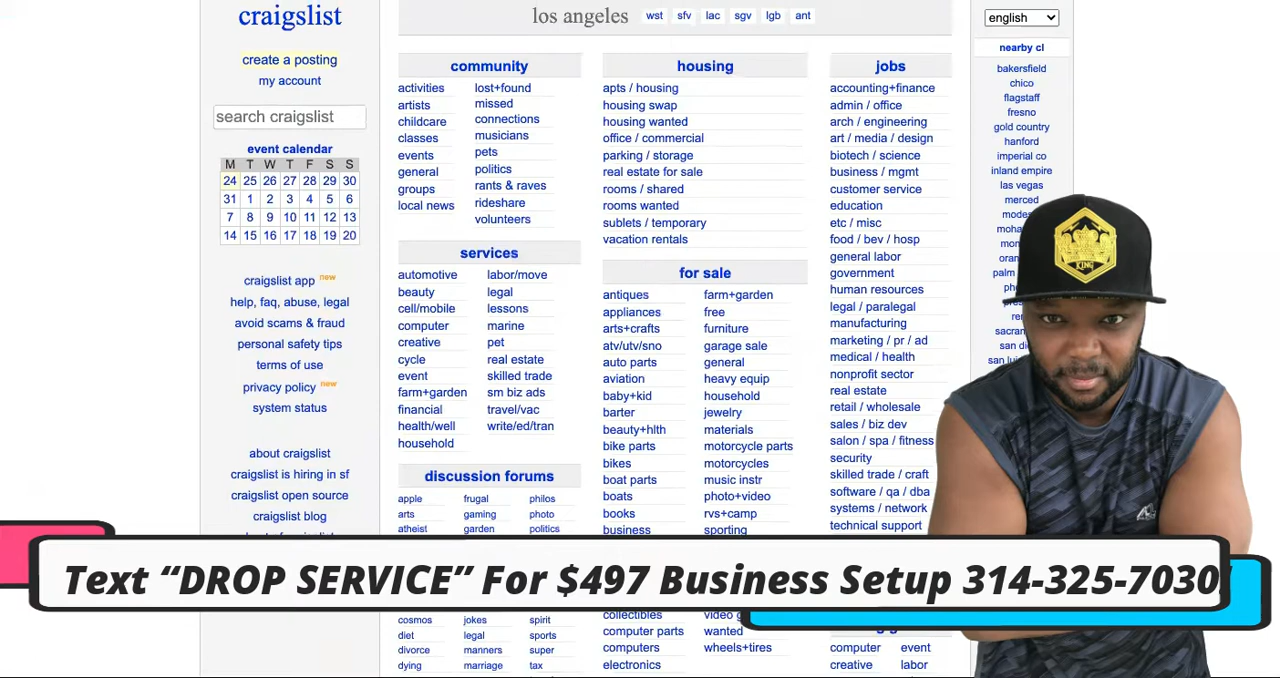 craigslist
create a posting
my account
search craigslist
event calendar
M T W T F S S
24 25 26 27 28 29 30
31 1 2 3 4 5 6
7 8 9 10 11 12 13
14 15 16 17 18 19 20
craigslist app new
help, faq, abuse, legal
avoid scams & fraud
personal safety tips
terms of use
privacy policy new
system status
about craigslist
craigslist is hiring in sf
craigslist open source
craigslist blog
los angeles wst sfv lac sgv lgb ant
community
activities
artists
childcare
classes
events
general
groups
local news
lost+found
missed
connections
musicians
pets
politics
rants & raves
rideshare
volunteers
services
automotive
beauty
cell/mobile
computer
creative
cycle
event
farm+garden
financial
health/well
household
labor/move
legal
lessons
marine
pet
real estate
skilled trade
sm biz ads
travel/vac
write/ed/tran
discussion forums
apple
arts
atheist
cosmos
diet
divorce
dying
frugal
gaming
garden
jokes
legal
manners
marriage
philos
photo
politics
spirit
sports
super
tax
housing
apts / housing
housing swap
housing wanted
office / commercial
parking / storage
real estate for sale
rooms / shared
rooms wanted
sublets / temporary
vacation rentals
for sale
antiques
appliances
arts+crafts
atv/utv/sno
auto parts
aviation
baby+kid
barter
beauty+hlth
bike parts
bikes
boat parts
boats
books
business
collectibles
computer parts
computers
electronics
farm+garden
free
furniture
garage sale
general
heavy equip
household
jewelry
materials
motorcycle parts
motorcycles
music instr
photo+video
rvs+camp
sporting
video
wanted
wheels+tires
jobs
accounting+finance
admin / office
arch / engineering
art / media / design
biotech / science
business / mgmt
customer service
education
etc / misc
food / bev / hosp
general labor
government
human resources
legal / paralegal
manufacturing
marketing / pr / ad
medical / health
nonprofit sector
real estate
retail / wholesale
sales / biz dev
salon / spa / fitness
security
skilled trade / craft
software / qa / dba
systems / network
technical support
computer
creative
event
labor
english
nearby cl
bakersfield
chico
flagstaff
fresno
gold country
hanford
imperial co
inland empire
las vegas
merced
KING
Text “DROP SERVICE” For $497 Business Setup 314-325-7030